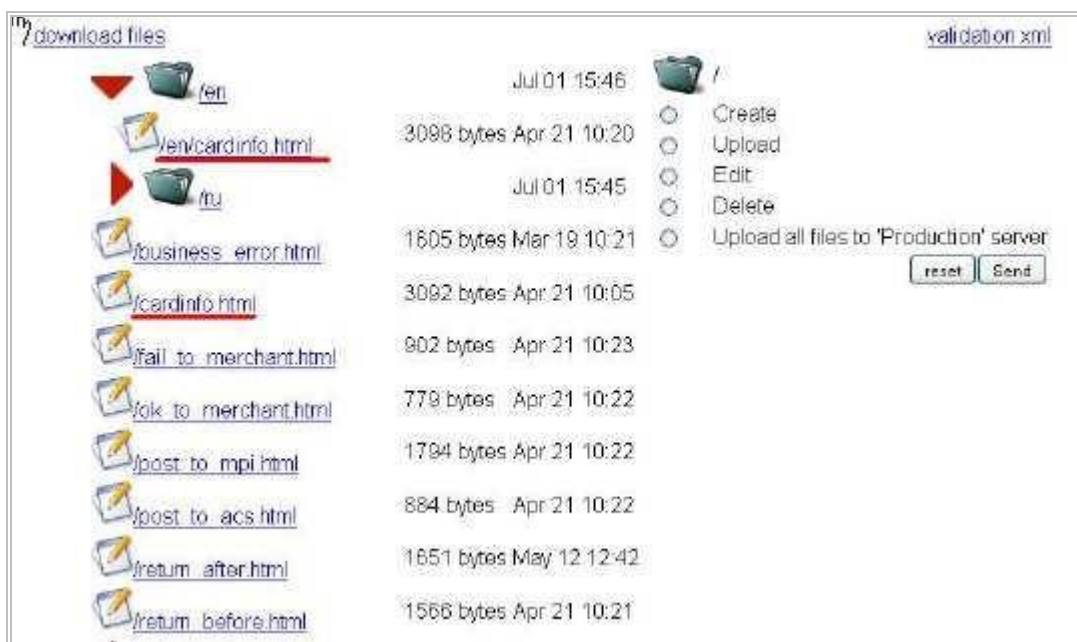 download files
validation xml
/en Jul 01 15:46
/en/cardinfo.html 3098 bytes Apr 21 10:20
/ru Jul 01 15:45
/business_error.html 1605 bytes Mar 19 10:21
/cardinfo.html 3092 bytes Apr 21 10:05
/fail_to_merchant.html 902 bytes Apr 21 10:23
/ok_to_merchant.html 779 bytes Apr 21 10:22
/post_to_mpi.html 1794 bytes Apr 21 10:22
/post_to_acs.html 884 bytes Apr 21 10:22
/return_after.html 1651 bytes May 12 12:42
/return_before.html 1566 bytes Apr 21 10:21
/
Create
Upload
Edit
Delete
Upload all files to 'Production' server
reset Send